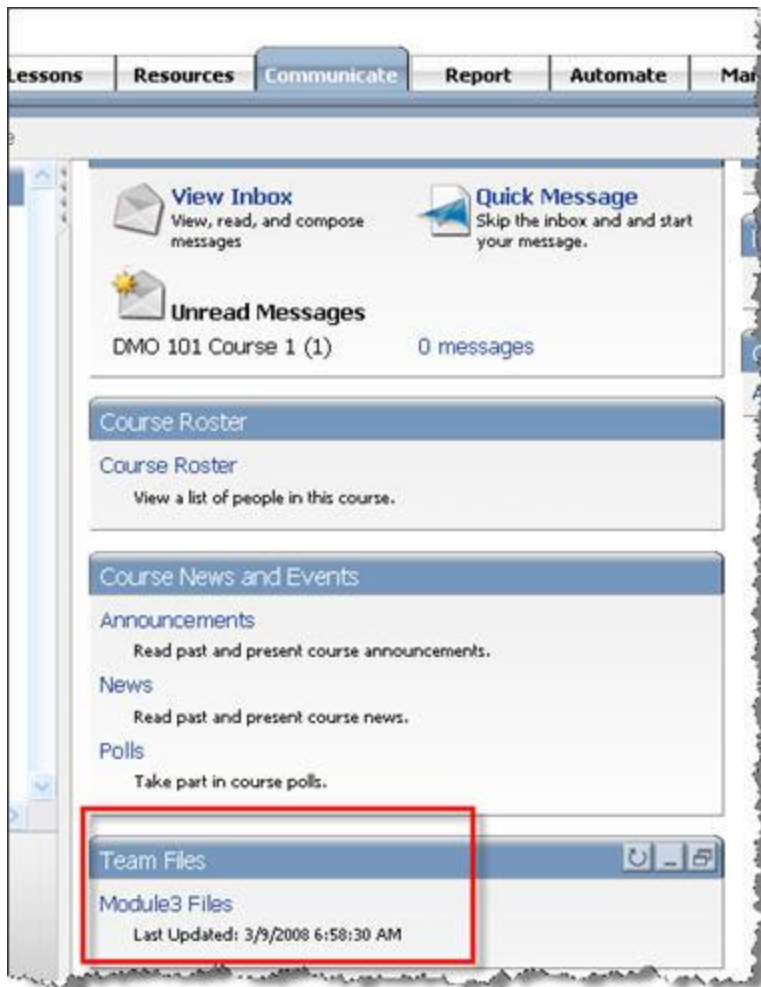 Lessons Resources Communicate Report Automate
View Inbox
View, read, and compose
messages
Quick Message
Skip the inbox and and start
your message.
Unread Messages
DMO 101 Course 1 (1) 0 messages
Course Roster
Course Roster
View a list of people in this course.
Course News and Events
Announcements
Read past and present course announcements.
News
Read past and present course news.
Polls
Take part in course polls.
Team Files
Module3 Files
Last Updated: 3/9/2008 6:58:30 AM